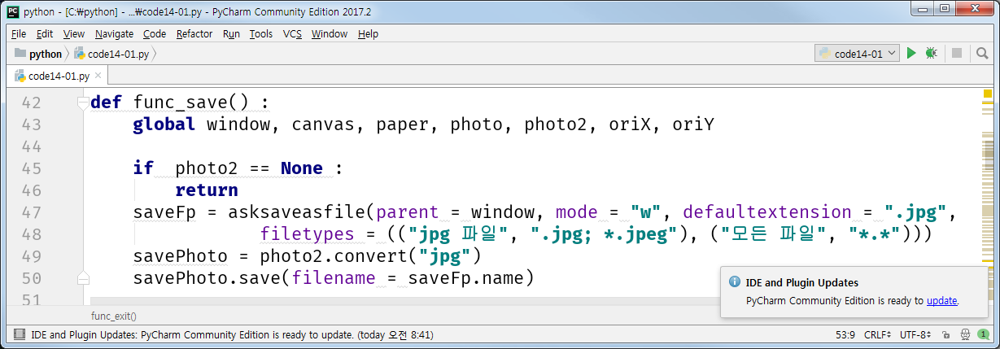 python - [C:₩python] - ...₩code14-01.py - PyCharm Community Edition 2017.2
File Edit View Navigate Code Refactor Run Tools VCS Window Help
python code14-01.py code14-01
code14-01.py
42 def func_save() :
43 global window, canvas, paper, photo, photo2, oriX, oriY
44
45 if  photo2 == None :
46 return
47 saveFp = asksaveasfile(parent = window, mode = "w", defaultextension = ".jpg",
48 filetypes = (("jpg 파일", ".jpg; *.jpeg"), ("모든 파일", "*.*")))
49 savePhoto = photo2.convert("jpg")
50 savePhoto.save(filename = saveFp.name)
51
IDE and Plugin Updates
PyCharm Community Edition is ready to update.
func_exit()
IDE and Plugin Updates: PyCharm Community Edition is ready to update. (today 오전 8:41) 53:9 CRLF UTF-8 1